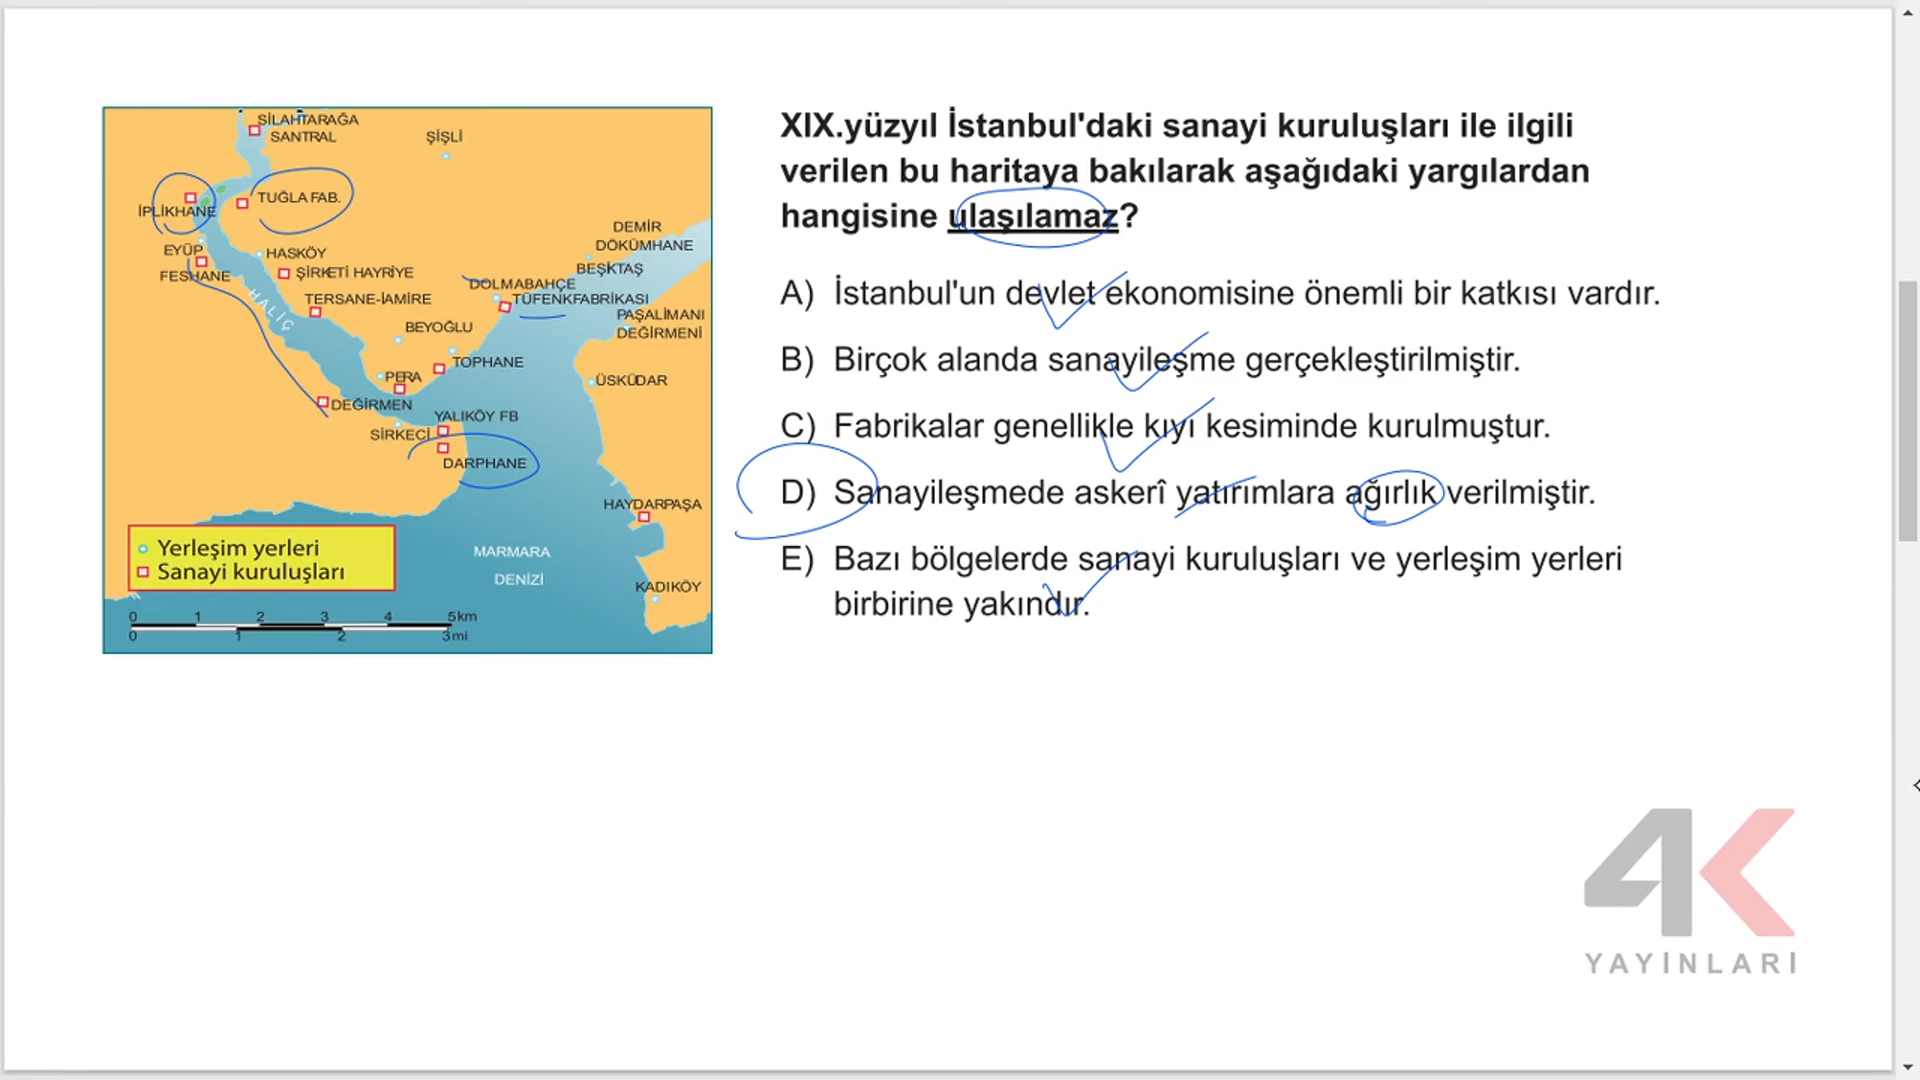 SİLAHTARAĞA
SANTRAL
ŞİŞLİ
İPLİKHANE
TUĞLA FAB.
DEMİR
DÖKÜMHANE
EYÜP
HASKÖY
FESHANE
ŞİRKETİ HAYRİYE
BEŞİKTAŞ
DOLMABAHÇE
HALİÇ
TERSANE-İAMİRE
TÜFENKFABRİKASI
PAŞALİMANI
DEĞİRMENİ
BEYOĞLU
TOPHANE
PERA
ÜSKÜDAR
DEĞİRMEN
YALIKÖY FB
SİRKECİ
DARPHANE
HAYDARPAŞA
MARMARA
DENİZİ
KADIKÖY
Yerleşim yerleri
Sanayi kuruluşları
0 1 2 3 4 5km
0 1 2 3mi
XIX.yüzyıl İstanbul'daki sanayi kuruluşları ile ilgili
verilen bu haritaya bakılarak aşağıdaki yargılardan
hangisine ulaşılamaz?
A) İstanbul'un devlet ekonomisine önemli bir katkısı vardır.
B) Birçok alanda sanayileşme gerçekleştirilmiştir.
C) Fabrikalar genellikle kıyı kesiminde kurulmuştur.
D) Sanayileşmede askerî yatırımlara ağırlık verilmiştir.
E) Bazı bölgelerde sanayi kuruluşları ve yerleşim yerleri
birbirine yakındır.
4K
YAYINLARI